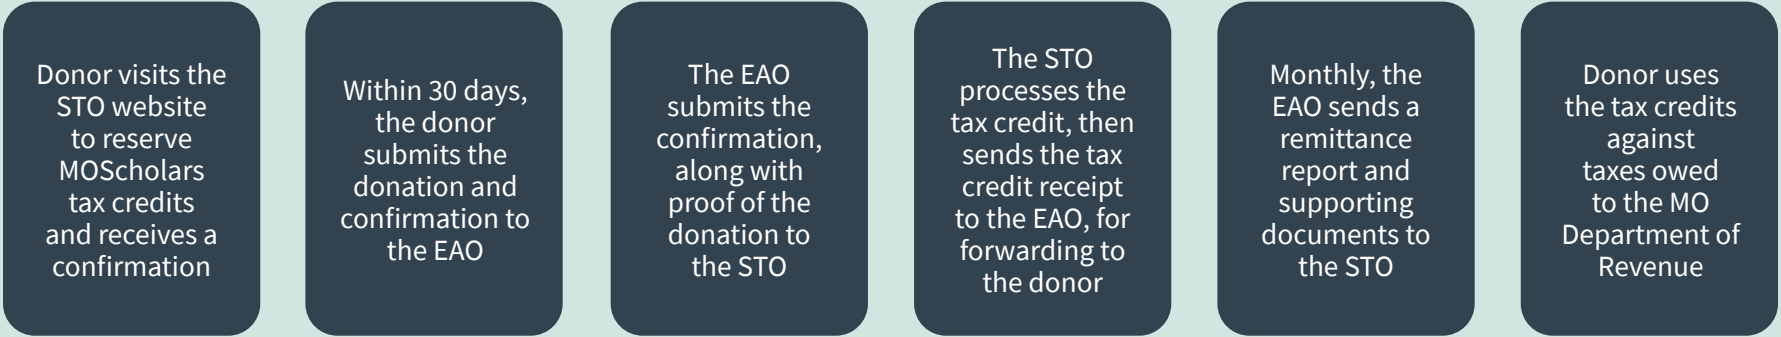 Donor visits the
STO website
to reserve
MOScholars
tax credits
and receives a
confirmation
Within 30 days,
the donor
submits the
donation and
confirmation to
the EAO
The EAO
submits the
confirmation,
along with
proof of the
donation to
the STO
The STO
processes the
tax credit, then
sends the tax
credit receipt
to the EAO, for
forwarding to
the donor
Monthly, the
EAO sends a
remittance
report and
supporting
documents to
the STO
Donor uses
the tax credits
against
taxes owed
to the MO
Department of
Revenue